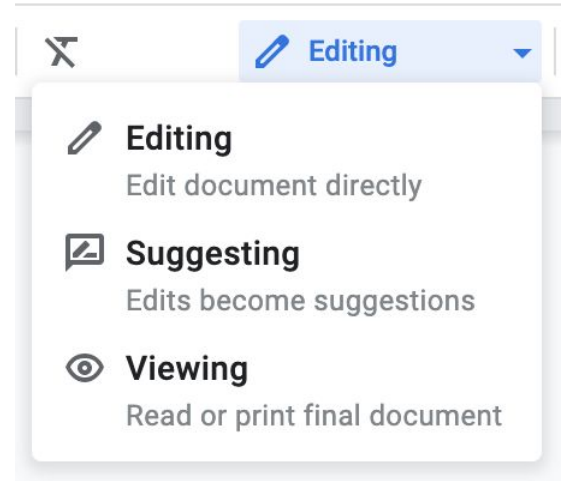 Editing
Editing
Edit document directly
Suggesting
Edits become suggestions
Viewing
Read or print final document